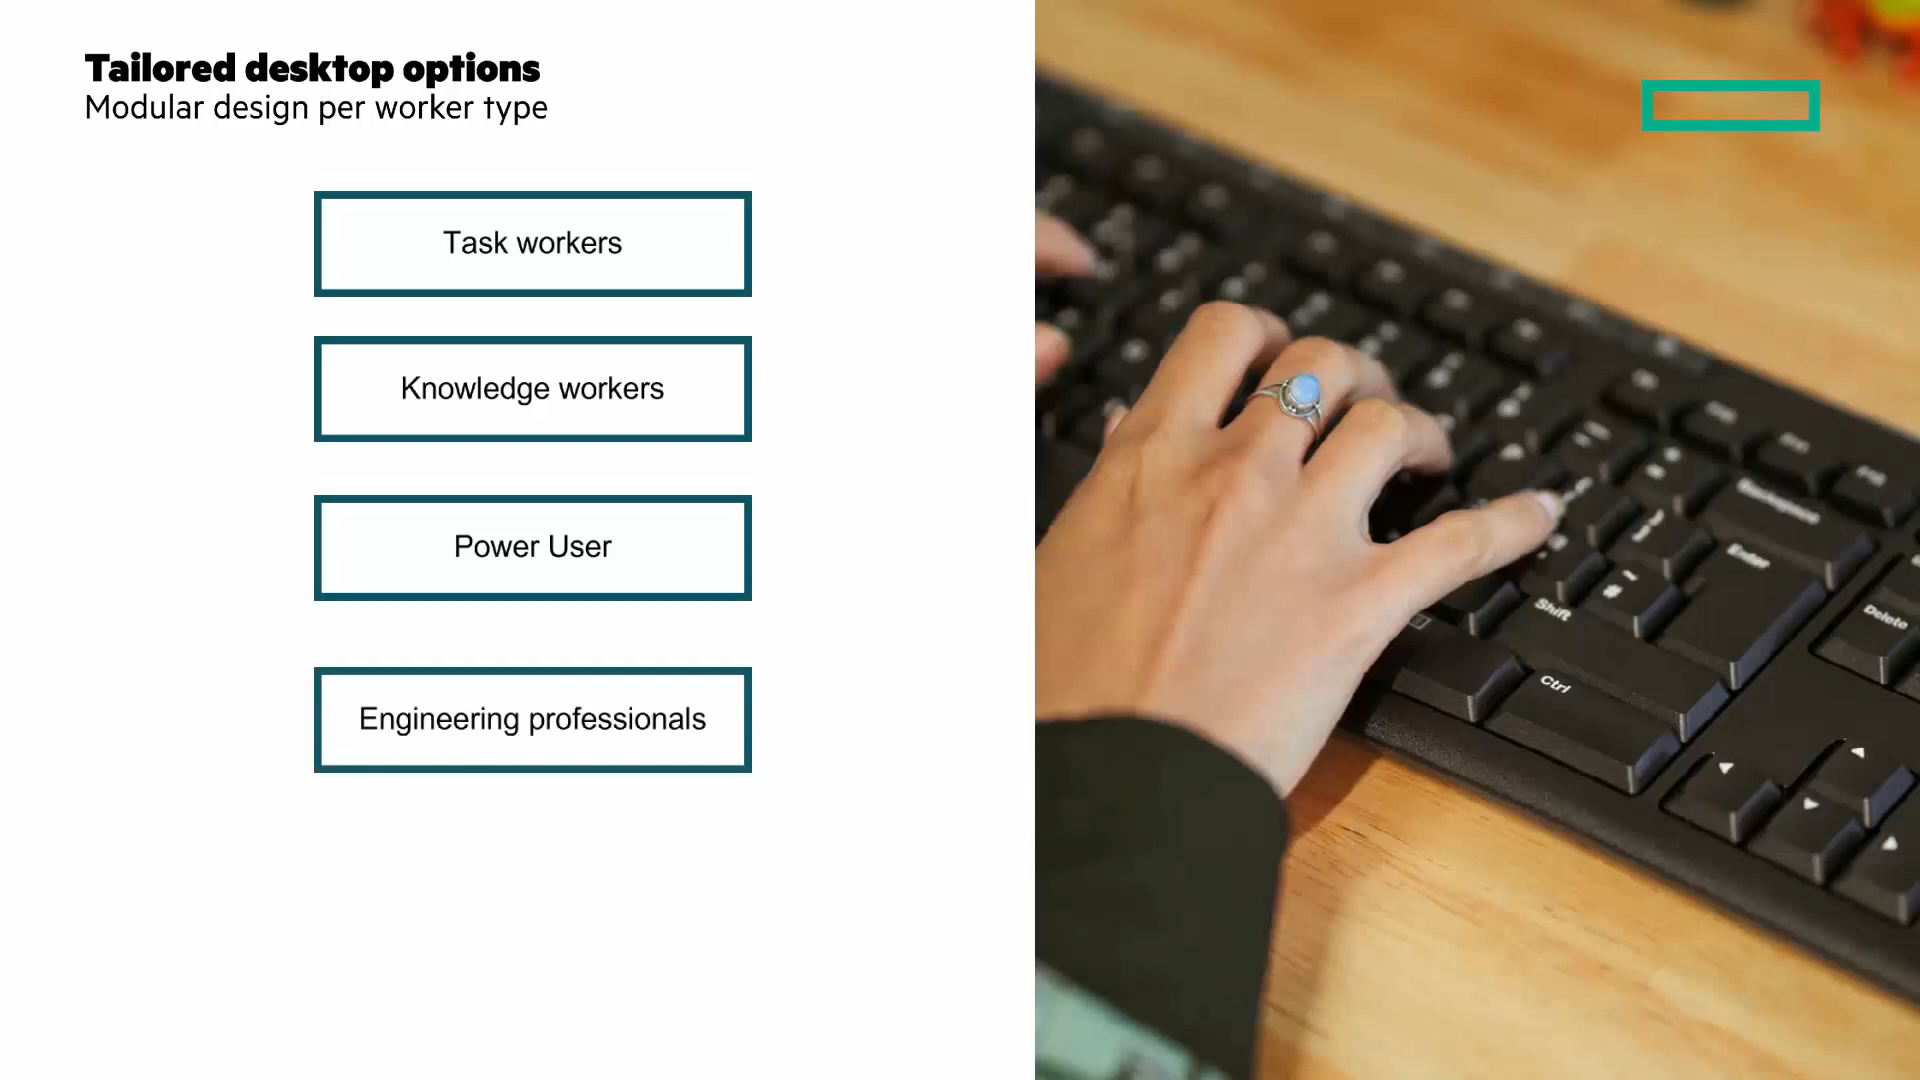 Tailored desktop options
Modular design per worker type
Task workers
Knowledge workers
Power User
Engineering professionals
Backspace
Enter
Shift
Delete
Ctrl